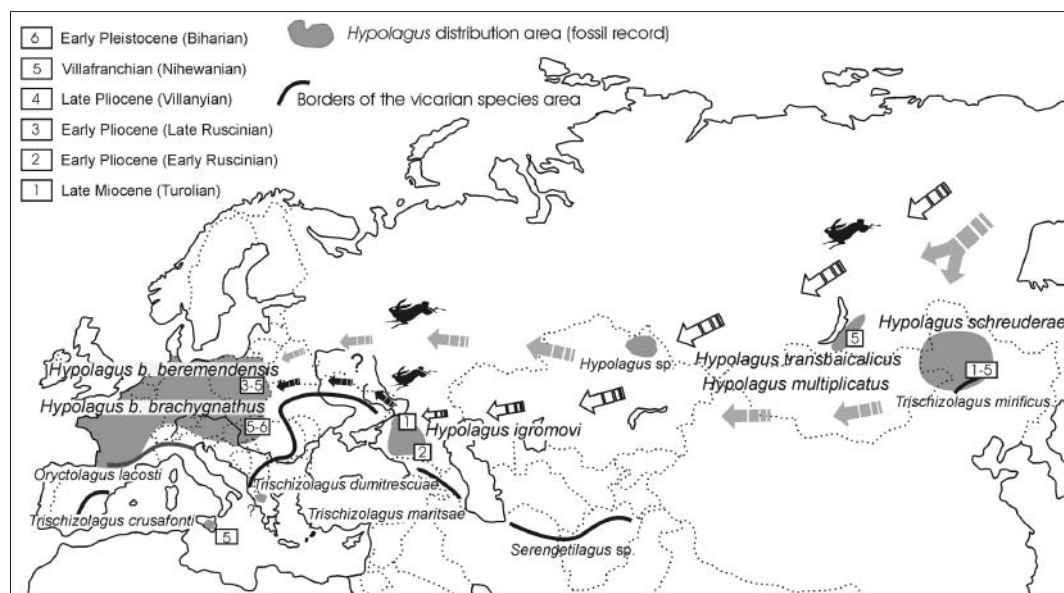 6 Early Pleistocene (Biharian)
5 Villafranchian (Nihewanian)
4 Late Pliocene (Villanyian)
3 Early Pliocene (Late Ruscinian)
2 Early Pliocene (Early Ruscinian)
1 Late Miocene (Turolian)
Hypolagus distribution area (fossil record)
Borders of the vicarian species area
?
Hypolagus schreuderae
5
Hypolagus sp.
Hypolagus transbaicalicus
1-5
Hypolagus b. beremendensis
3-5
Hypolagus multiplicatus
Trischizolagus mirificus
Hypolagus b. brachygnathus
5-6
1
Hypolagus igromovi
2
Oryctolagus lacosti
Trischizolagus dumitrescuae
?
Trischizolagus crusafonti
Trischizolagus maritsae
5
Serengetilagus sp.